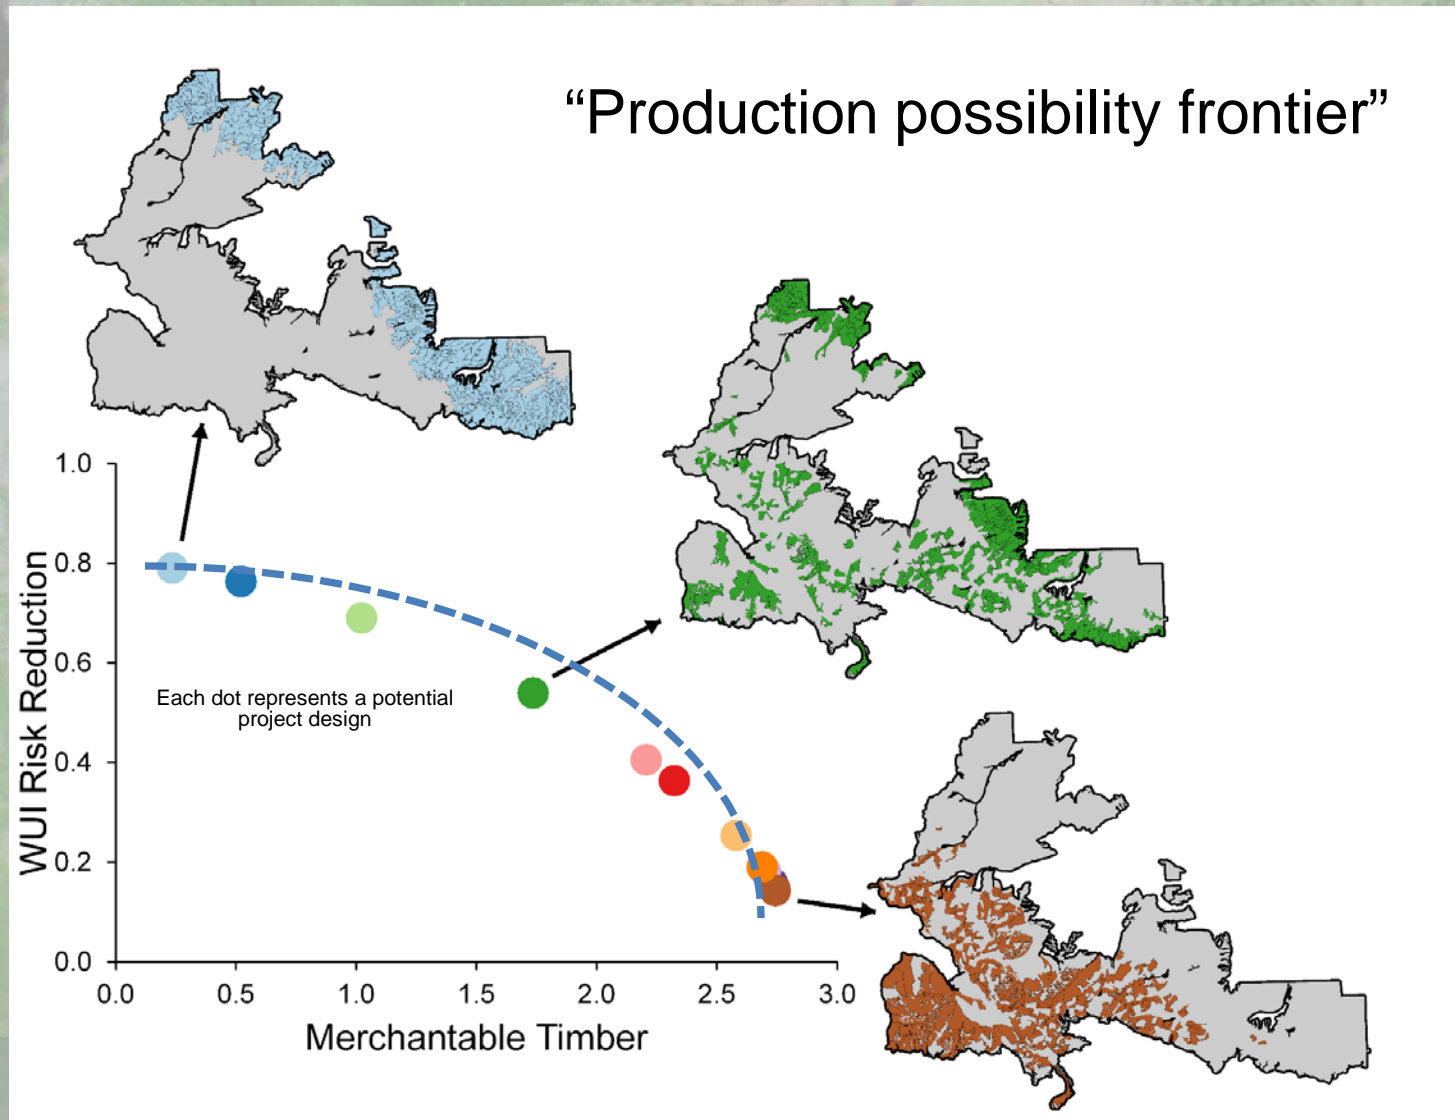 “Production possibility frontier”
1.0
0.8
0.6
0.4
0.2
0.0
WUI Risk Reduction
Each dot represents a potential
project design
0.0 0.5 1.0 1.5 2.0 2.5 3.0
Merchantable Timber